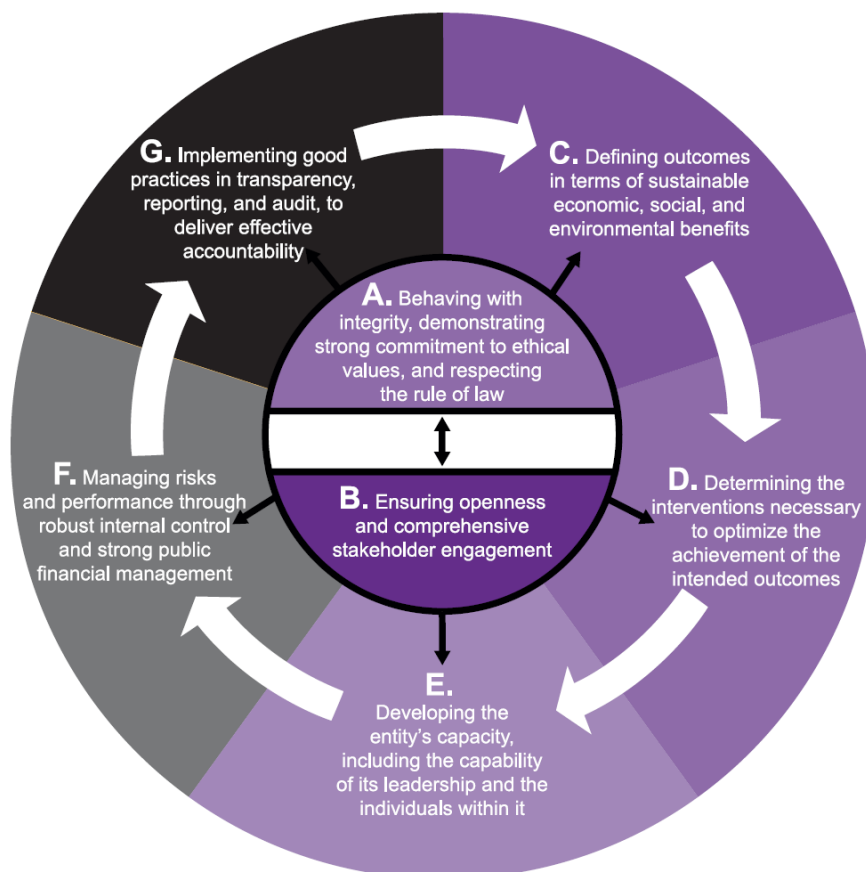 G. Implementing good
practices in transparency,
reporting, and audit, to
deliver effective
accountability
C. Defining outcomes
in terms of sustainable
economic, social, and
environmental benefits
A. Behaving with
integrity, demonstrating
strong commitment to ethical
values, and respecting
the rule of law
B. Ensuring openness
and comprehensive
stakeholder engagement
F. Managing risks
and performance through
robust internal control
and strong public
financial management
D. Determining the
interventions necessary
to optimize the
achievement of the
intended outcomes
E.
Developing the
entity's capacity,
including the capability
of its leadership and the
individuals within it